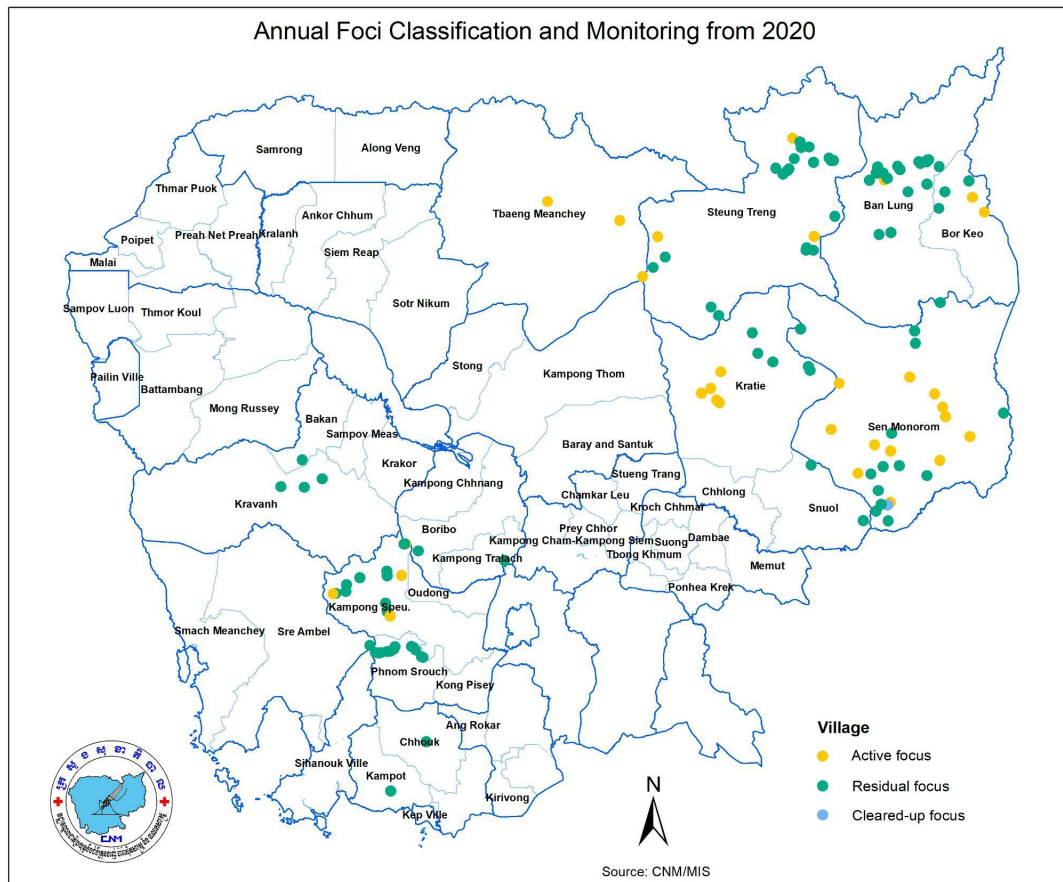 Annual Foci Classification and Monitoring from 2020
Samrong
Along Veng
Thmar Puok
Ankor Chhum
Tbaeng Meanchey
Steung Treng
Ban Lung
Poipet
Preah Net Preah
Kralanh
Bor Keo
Malai
Siem Reap
Sampov Luon
Thmor Koul
Sotr Nikum
Stong
Kampong Thom
Pailin Ville
Battambang
Kratie
Mong Russey
Bakan
Sampov Meas
Sen Monorom
Krakor
Baray and Santuk
Stueng Trang
Kampong Chhnang
Chamkar Leu
Chhlong
Kravanh
Kroch Chhmar
Snuol
Boribo
Prey Chhor
Kampong Cham-Kampong Siem
Suong
Dambae
Kampong Tralach
Tbong Khmum
Memut
Oudong
Ponhea Krek
Kampong Speu.
Smach Meanchey
Sre Ambel
Phnom Srouch
Kong Pisey
Ang Rokar
Chhouk
Sihanouk Ville
Kampot
Kirivong
Kep Ville
Village
Active focus
Residual focus
Cleared-up focus
N
Source: CNM/MIS
CNM